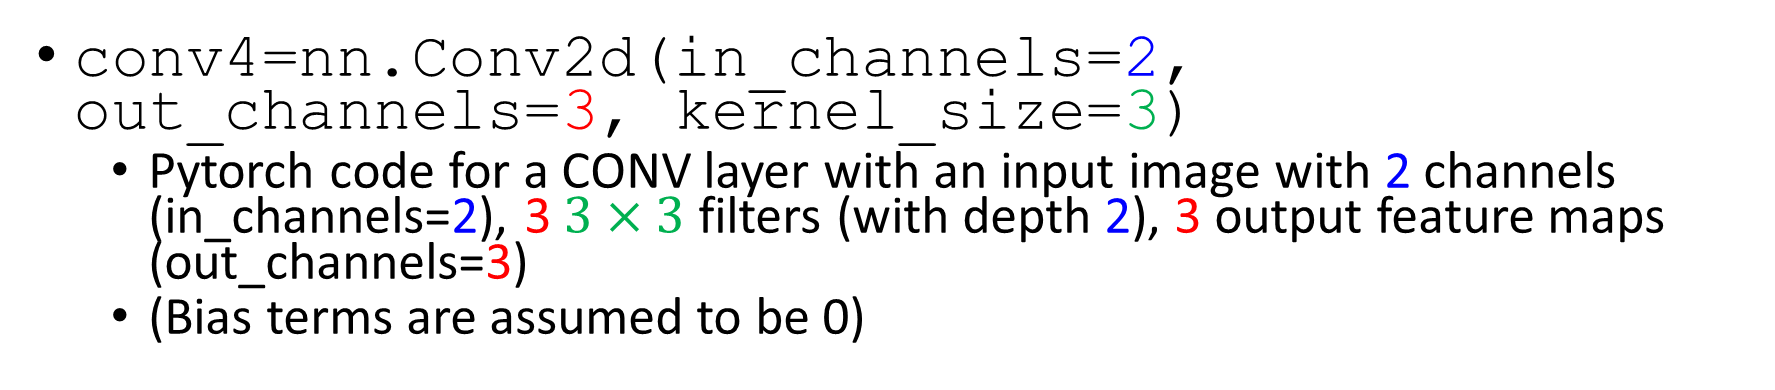 • conv4=nn.Conv2d(in_channels=2,
out_channels=3, kernel_size=3)
• Pytorch code for a CONV layer with an input image with 2 channels
(in_channels=2), 3 3 × 3 filters (with depth 2), 3 output feature maps
(out_channels=3)
• (Bias terms are assumed to be 0)